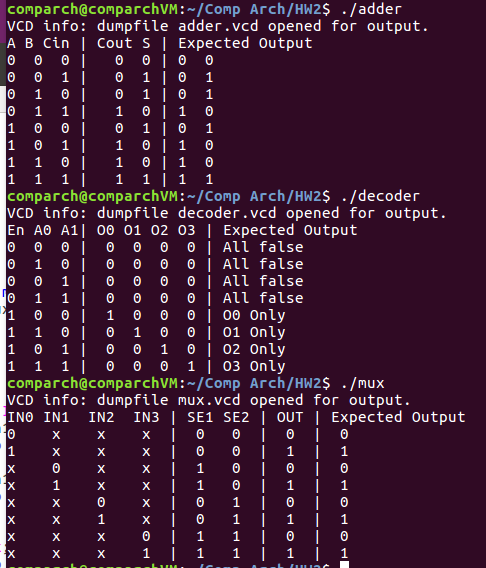 comparch@comparchVM:~/Comp Arch/HW2$ ./adder
VCD info: dumpfile adder.vcd opened for output.
A B Cin | Cout S | Expected Output
0 0 0 | 0 0 | 0 0
0 0 1 | 0 1 | 0 1
0 1 0 | 0 1 | 0 1
0 1 1 | 1 0 | 1 0
1 0 0 | 0 1 | 0 1
1 0 1 | 1 0 | 1 0
1 1 0 | 1 0 | 1 0
1 1 1 | 1 1 | 1 1
comparch@comparchVM:~/Comp Arch/HW2$ ./decoder
VCD info: dumpfile decoder.vcd opened for output.
En A0 A1| O0 O1 O2 O3 | Expected Output
0 0 0 | 0 0 0 0 | All false
0 1 0 | 0 0 0 0 | All false
0 0 1 | 0 0 0 0 | All false
0 1 1 | 0 0 0 0 | All false
1 0 0 | 1 0 0 0 | O0 Only
1 1 0 | 0 1 0 0 | O1 Only
1 0 1 | 0 0 1 0 | O2 Only
1 1 1 | 0 0 0 1 | O3 Only
comparch@comparchVM:~/Comp Arch/HW2$ ./mux
VCD info: dumpfile mux.vcd opened for output.
IN0 IN1 IN2 IN3 | SE1 SE2 | OUT | Expected Output
0 x x x | 0 0 | 0 | 0
1 x x x | 0 0 | 1 | 1
x 0 x x | 1 0 | 0 | 0
x 1 x x | 1 0 | 1 | 1
x x 0 x | 0 1 | 0 | 0
x x 1 x | 0 1 | 1 | 1
x x x 0 | 1 1 | 0 | 0
x x x 1 | 1 1 | 1 | 1
comparch@comparchVM:~/Comp Arch/HW2$